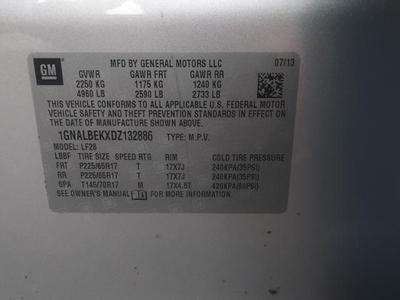 GM
MFD BY GENERAL MOTORS LLC 07/13
GVWR GAWR FRT GAWR RR
2250 KG 1175 KG 1240 KG
4960 LB 2590 LB 2733 LB
THIS VEHICLE CONFORMS TO ALL APPLICABLE U.S. FEDERAL MOTOR
VEHICLE SAFETY, BUMPER, AND THEFT PREVENTION STANDARDS IN
EFFECT ON THE DATE OF MANUFACTURE SHOWN ABOVE.
1GNALBEKXDZ132886 TYPE: M.P.V.
MODEL: LF26
TIRE SIZE SPEED RTG RIM COLD TIRE PRESSURE
FRT P225/65R17 T 17X7J 240KPA(35PSI)
RR P225/65R17 T 17X7J 240KPA(35PSI)
SPA T145/70R17 M 17X4.5T 420KPA(60PSI)
SEE OWNER'S MANUAL FOR MORE INFORMATION.